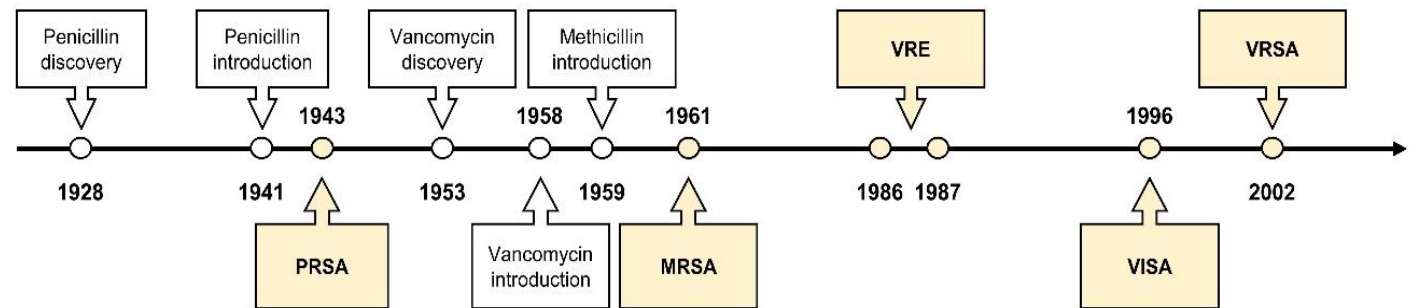 Penicillin
discovery
Penicillin
introduction
Vancomycin
discovery
Methicillin
introduction
VRE
VRSA
1943
1958
1961
1996
1928
1941
1953
1959
1986
1987
2002
PRSA
Vancomycin
introduction
MRSA
VISA